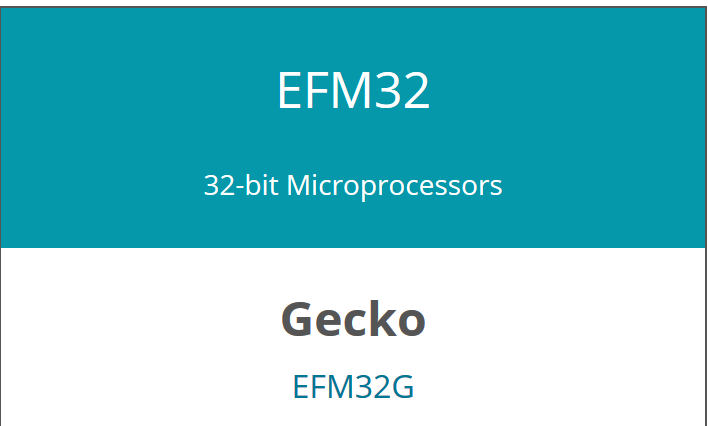 EFM32
32-bit Microprocessors
Gecko
EFM32G